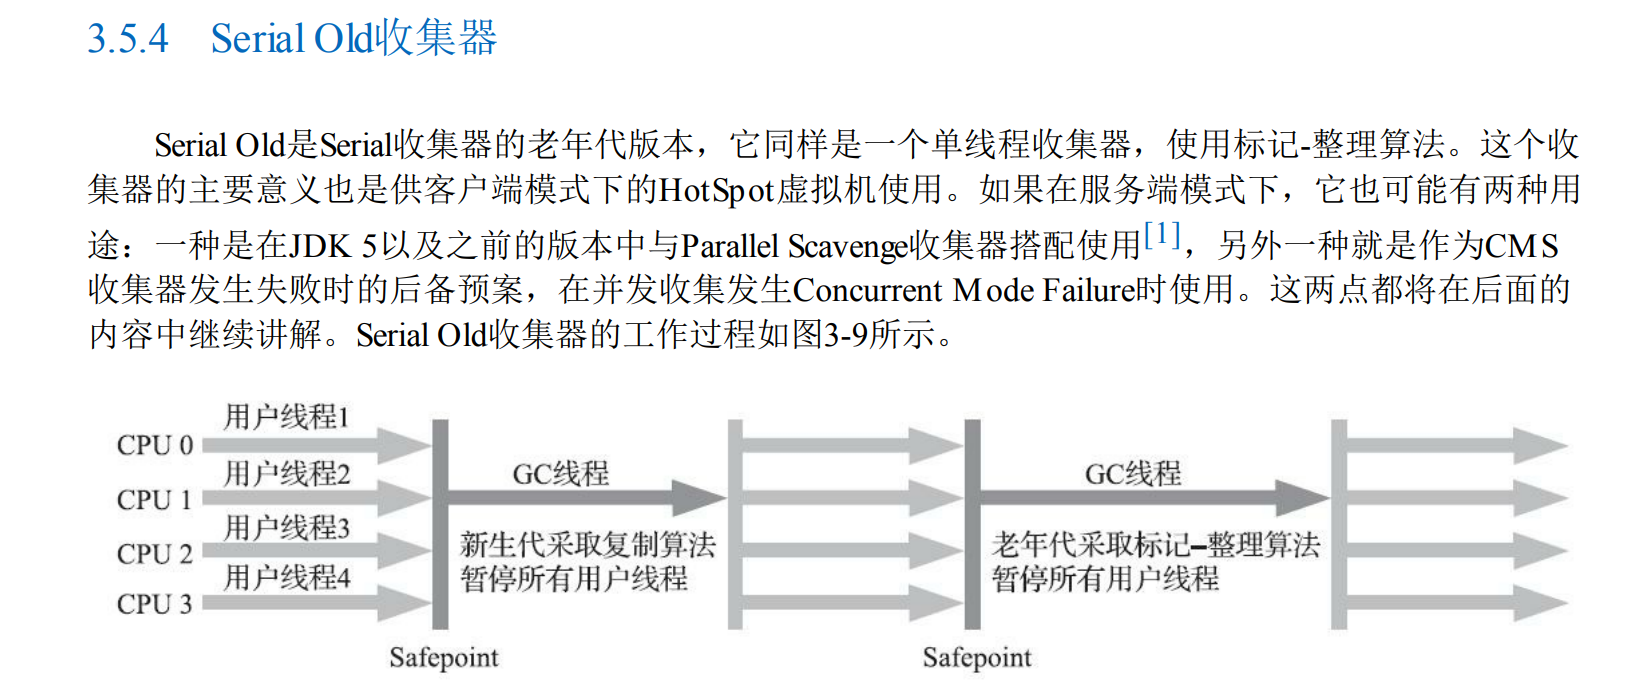 3.5.4 Serial Old收集器
Serial Old是Serial收集器的老年代版本，它同样是一个单线程收集器，使用标记-整理算法。这个收
集器的主要意义也是供客户端模式下的HotSpot虚拟机使用。如果在服务端模式下，它也可能有两种用
途：一种是在JDK 5以及之前的版本中与Parallel Scavenge收集器搭配使用[1]，另外一种就是作为CMS
收集器发生失败时的后备预案，在并发收集发生Concurrent Mode Failure时使用。这两点都将在后面的
内容中继续讲解。Serial Old收集器的工作过程如图3-9所示。
用户线程1
CPU 0
用户线程2
CPU 1
用户线程3
CPU 2
用户线程4
CPU 3
GC线程
新生代采取复制算法
暂停所有用户线程
Safepoint
GC线程
老年代采取标记-整理算法
暂停所有用户线程
Safepoint